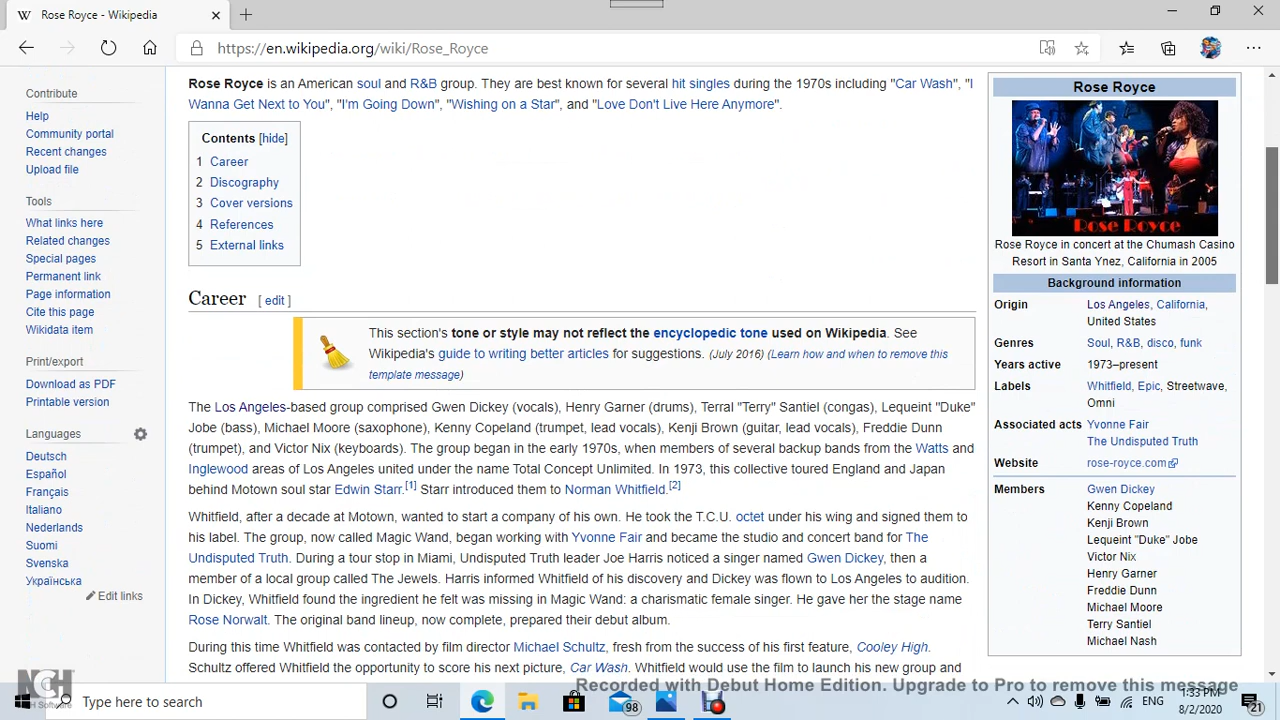 Rose Royce - Wikipedia
https://en.wikipedia.org/wiki/Rose_Royce
Contribute
Help
Community portal
Recent changes
Upload file
Tools
What links here
Related changes
Special pages
Permanent link
Page information
Cite this page
Wikidata item
Print/export
Download as PDF
Printable version
Languages
Deutsch
Español
Français
Italiano
Nederlands
Suomi
Svenska
Українська
Edit links
Rose Royce is an American soul and R&B group. They are best known for several hit singles during the 1970s including "Car Wash", "I
Wanna Get Next to You", "I'm Going Down", "Wishing on a Star", and "Love Don't Live Here Anymore".
Contents [hide]
1 Career
2 Discography
3 Cover versions
4 References
5 External links
Career [ edit ]
This section's tone or style may not reflect the encyclopedic tone used on Wikipedia. See
Wikipedia's guide to writing better articles for suggestions. (July 2016) (Learn how and when to remove this
template message)
The Los Angeles-based group comprised Gwen Dickey (vocals), Henry Garner (drums), Terral "Terry" Santiel (congas), Lequeint "Duke"
Jobe (bass), Michael Moore (saxophone), Kenny Copeland (trumpet, lead vocals), Kenji Brown (guitar, lead vocals), Freddie Dunn
(trumpet), and Victor Nix (keyboards). The group began in the early 1970s, when members of several backup bands from the Watts and
Inglewood areas of Los Angeles united under the name Total Concept Unlimited. In 1973, this collective toured England and Japan
behind Motown soul star Edwin Starr.[1] Starr introduced them to Norman Whitfield.[2]
Whitfield, after a decade at Motown, wanted to start a company of his own. He took the T.C.U. octet under his wing and signed them to
his label. The group, now called Magic Wand, began working with Yvonne Fair and became the studio and concert band for The
Undisputed Truth. During a tour stop in Miami, Undisputed Truth leader Joe Harris noticed a singer named Gwen Dickey, then a
member of a local group called The Jewels. Harris informed Whitfield of his discovery and Dickey was flown to Los Angeles to audition.
In Dickey, Whitfield found the ingredient he felt was missing in Magic Wand: a charismatic female singer. He gave her the stage name
Rose Norwalt. The original band lineup, now complete, prepared their debut album.
During this time Whitfield was contacted by film director Michael Schultz, fresh from the success of his first feature, Cooley High.
Schultz offered Whitfield the opportunity to score his next picture, Car Wash. Whitfield would use the film to launch his new group and
Rose Royce
Rose Royce
Rose Royce in concert at the Chumash Casino
Resort in Santa Ynez, California in 2005
Background information
Origin Los Angeles, California,
United States
Genres Soul, R&B, disco, funk
Years active 1973–present
Labels Whitfield, Epic, Streetwave,
Omni
Associated acts Yvonne Fair
The Undisputed Truth
Website rose-royce.com
Members Gwen Dickey
Kenny Copeland
Kenji Brown
Lequeint "Duke" Jobe
Victor Nix
Henry Garner
Freddie Dunn
Michael Moore
Terry Santiel
Michael Nash
NCH Software
Recorded with Debut Home Edition. Upgrade to Pro to remove this message
Type here to search
98
ENG
1:33 PM
8/2/2020
21